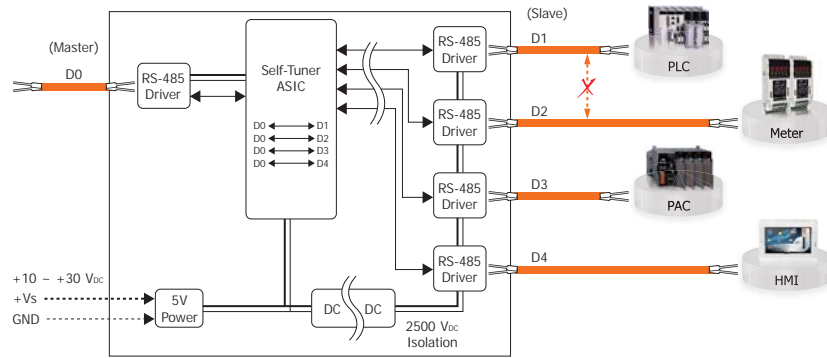 (Master)
D0
RS-485
Driver
Self-Tuner
ASIC
D0 D1
D0 D2
D0 D3
D0 D4
RS-485
Driver
RS-485
Driver
RS-485
Driver
RS-485
Driver
(Slave)
D1
PLC
X
D2
Meter
D3
PAC
D4
HMI
+10 ~ +30 VDC
+Vs
GND
5V
Power
DC DC
2500 VDC
Isolation